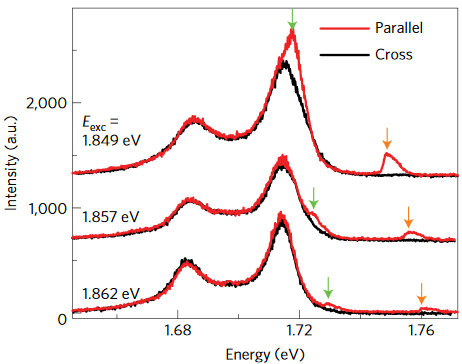 Parallel
Cross
2,000
E exc =
1.849 eV
1,000
1.857 eV
1.862 eV
0
1.68
1.72
1.76
Intensity (a.u.)
Energy (eV)